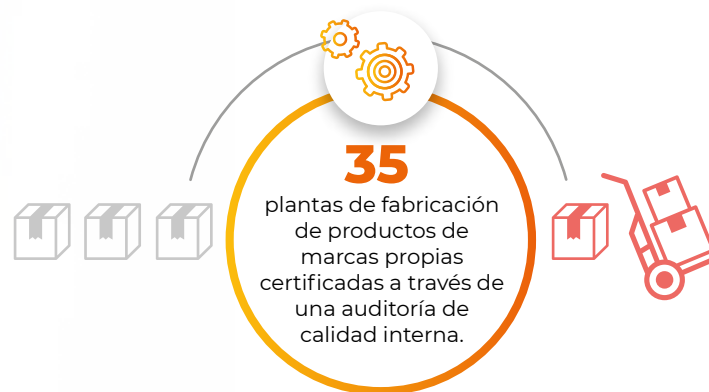 35
plantas de fabricación
de productos de
marcas propias
certificadas a través de
una auditoría de
calidad interna.